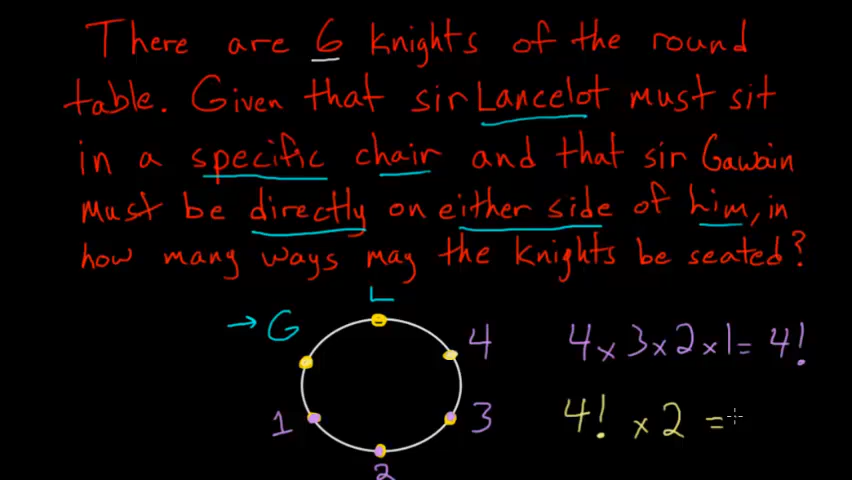 There are 6 knights of the round
table. Given that sir Lancelot must sit
in a specific chair and that sir Gawain
must be directly on either side of him, in
how many ways may the knights be seated?
L
→ G
4
4 x 3 x 2 x 1 = 4!
1
3
4! x 2 =
2